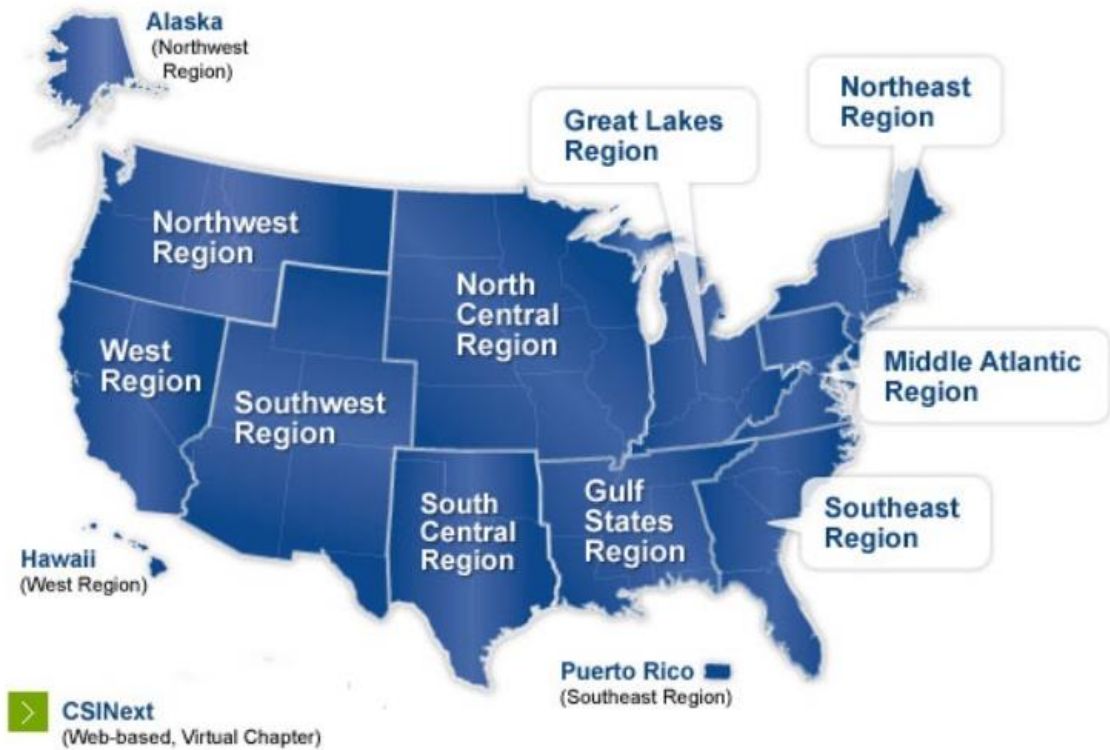 Alaska
(Northwest
Region)
Great Lakes
Region
Northeast
Region
Northwest
Region
North
Central
Region
West
Region
Southwest
Region
Middle Atlantic
Region
South
Central
Region
Gulf
States
Region
Southeast
Region
Hawaii
(West Region)
Puerto Rico
(Southeast Region)
CSINext
(Web-based, Virtual Chapter)